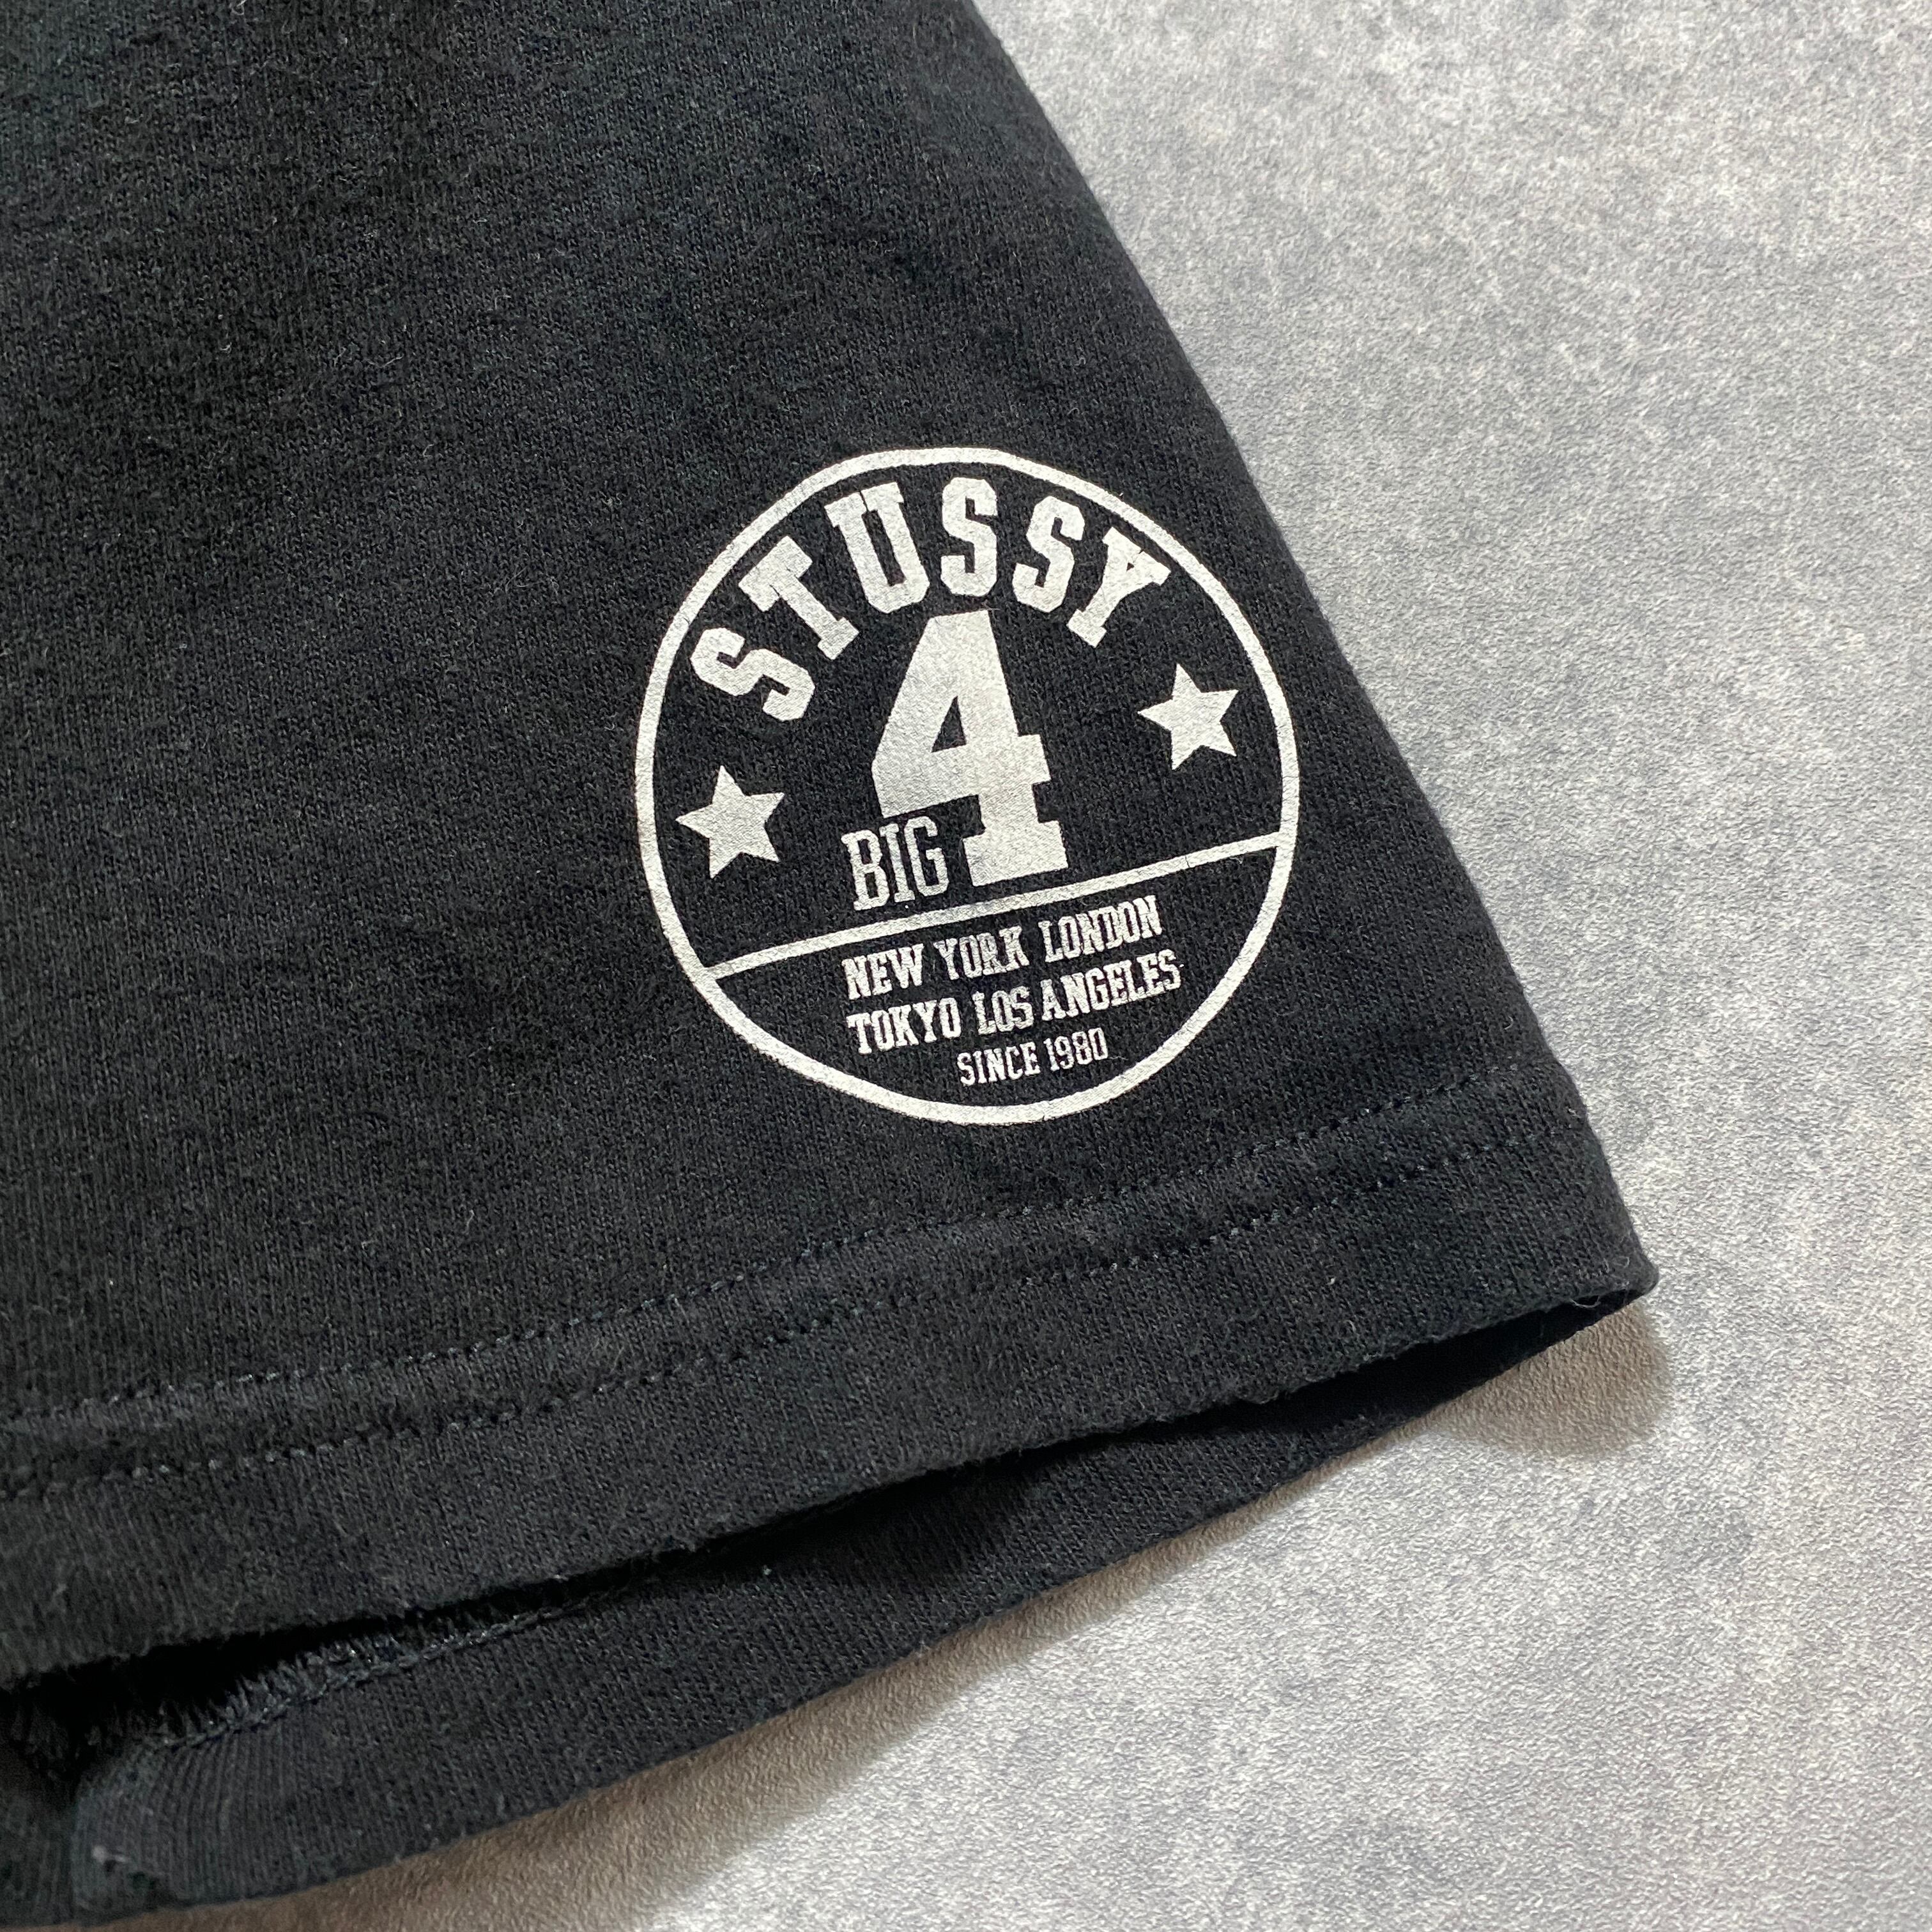 STUSSY
BIG 4
NEW YORK LONDON
TOKYO LOS ANGELES
SINCE 1980